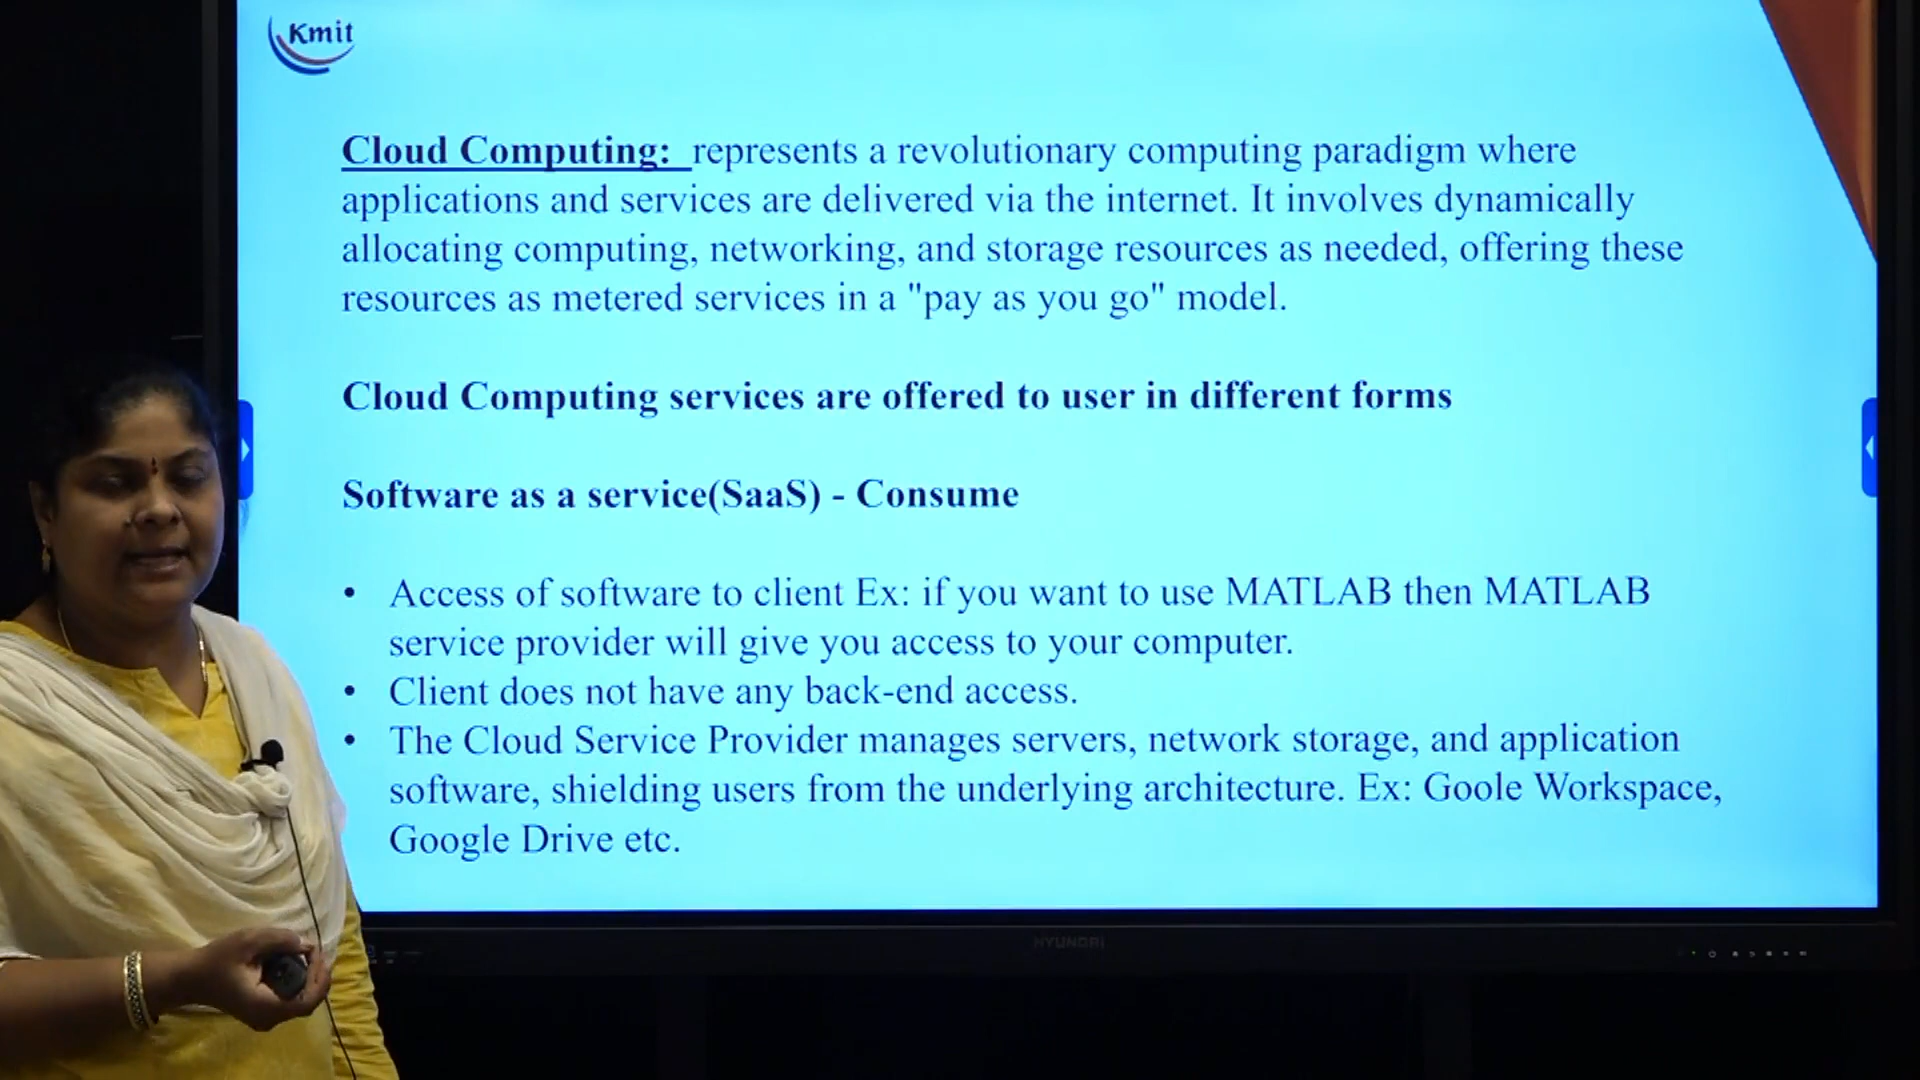 Kmit
Cloud Computing: represents a revolutionary computing paradigm where
applications and services are delivered via the internet. It involves dynamically
allocating computing, networking, and storage resources as needed, offering these
resources as metered services in a "pay as you go" model.
Cloud Computing services are offered to user in different forms
Software as a service(SaaS) - Consume
• Access of software to client Ex: if you want to use MATLAB then MATLAB
service provider will give you access to your computer.
• Client does not have any back-end access.
• The Cloud Service Provider manages servers, network storage, and application
software, shielding users from the underlying architecture. Ex: Goole Workspace,
Google Drive etc.
HYUNDAI